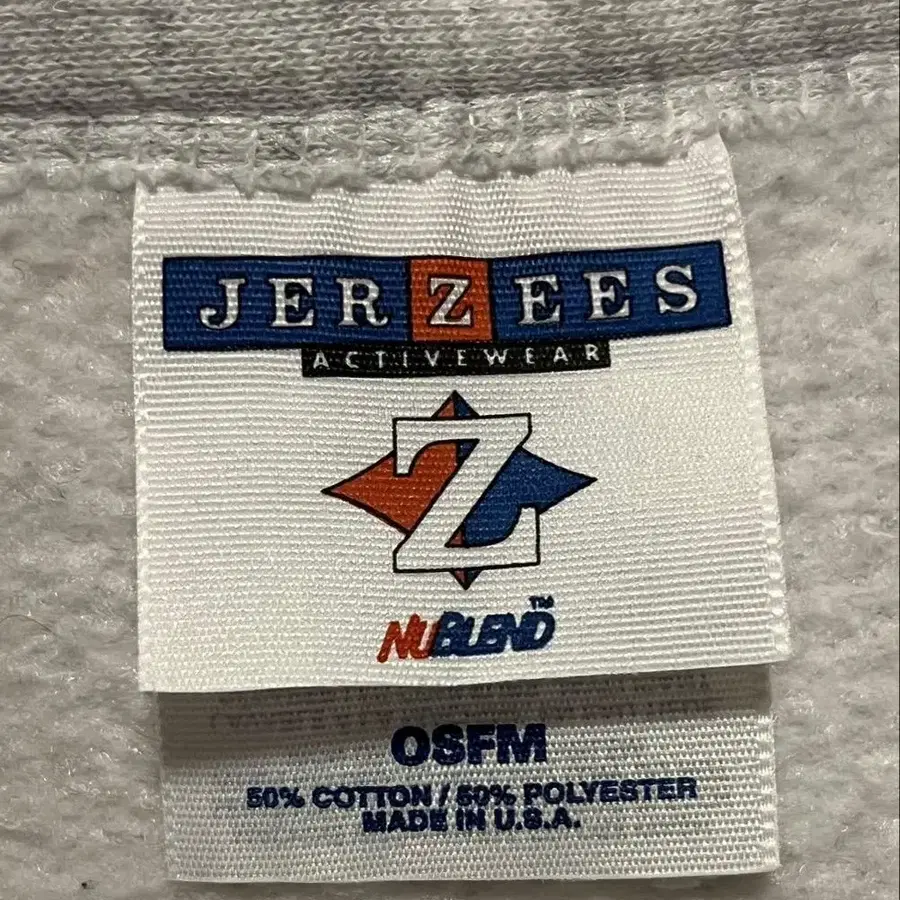 JERZEES
ACTIVEWEAR
Z
NUBLEND™
OSFM
50% COTTON / 50% POLYESTER
MADE IN U.S.A.